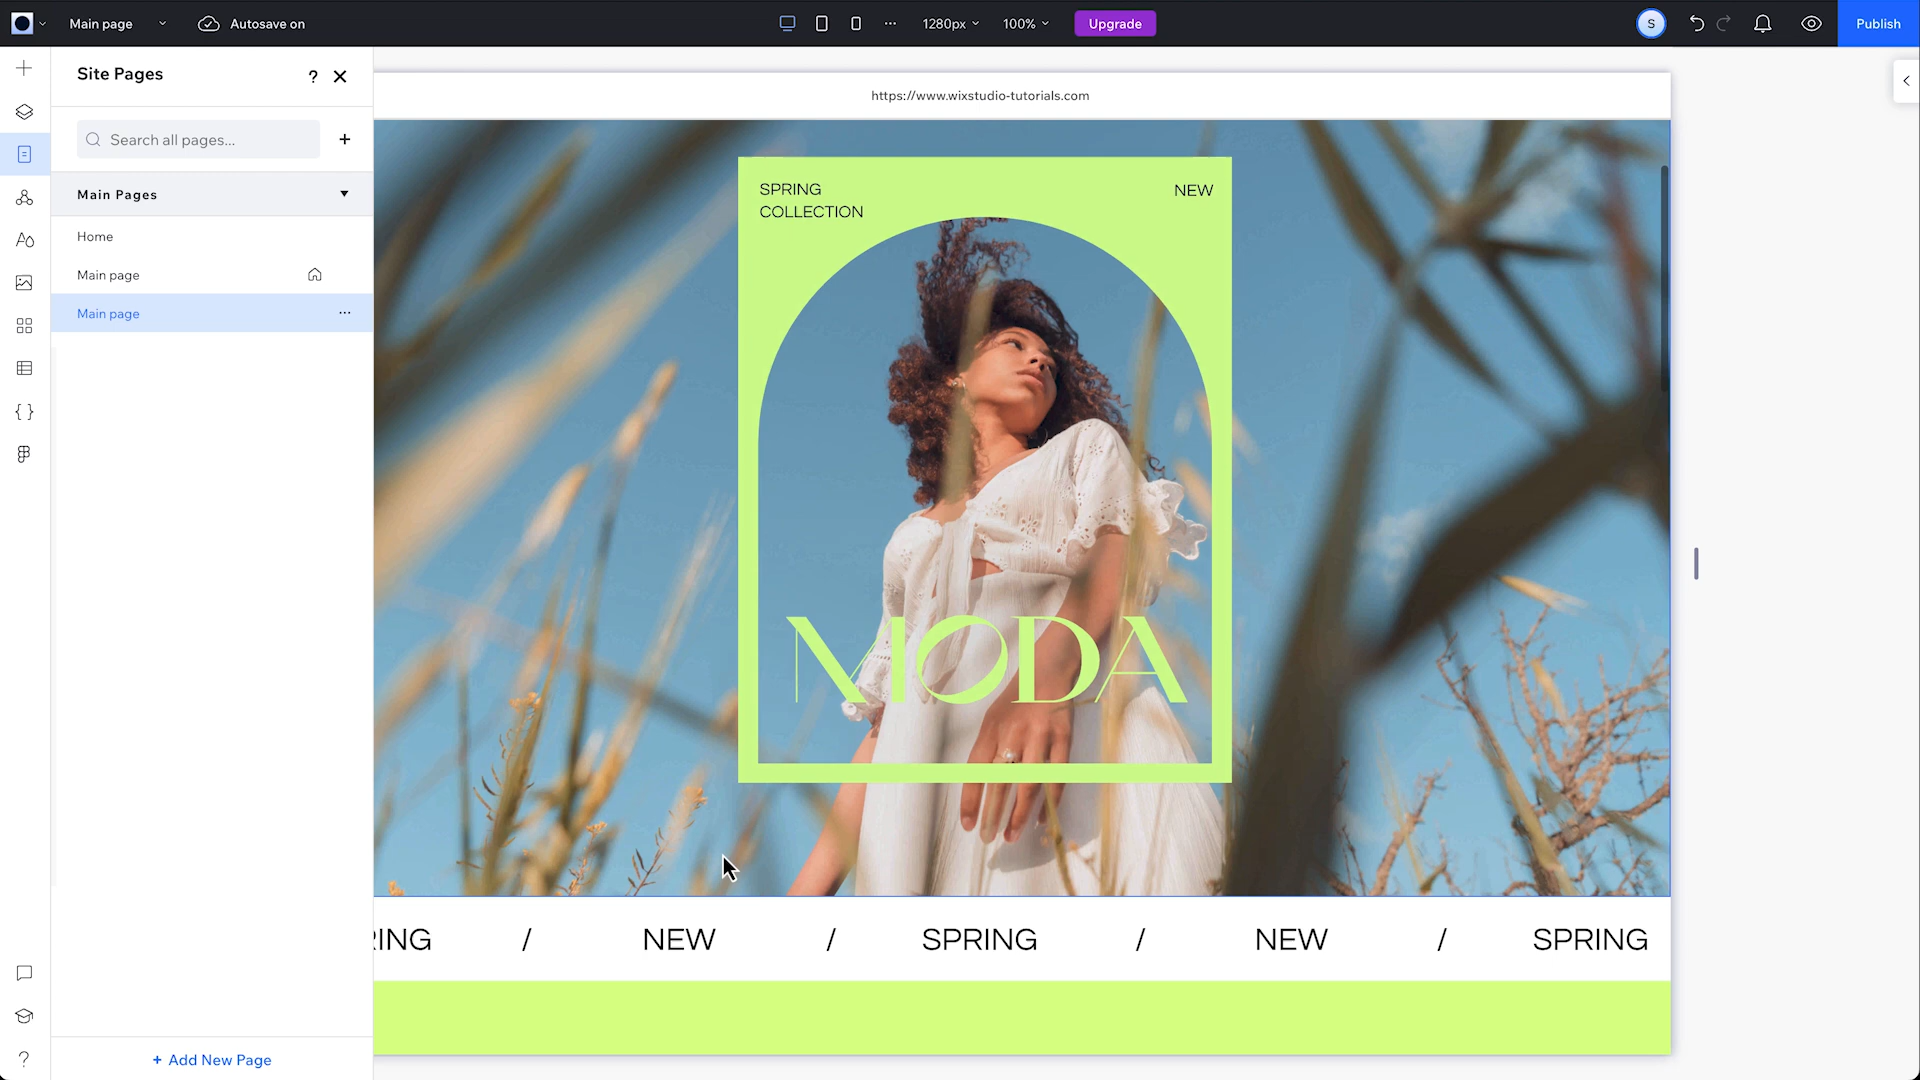 Main page
Autosave on
1280px
100%
Upgrade
S
Publish
Site Pages
?
Search all pages...
+
Main Pages
Home
Main page
Main page
+ Add New Page
?
https://www.wixstudio-tutorials.com
SPRING
COLLECTION
NEW
MODA
RING / NEW / SPRING / NEW / SPRING